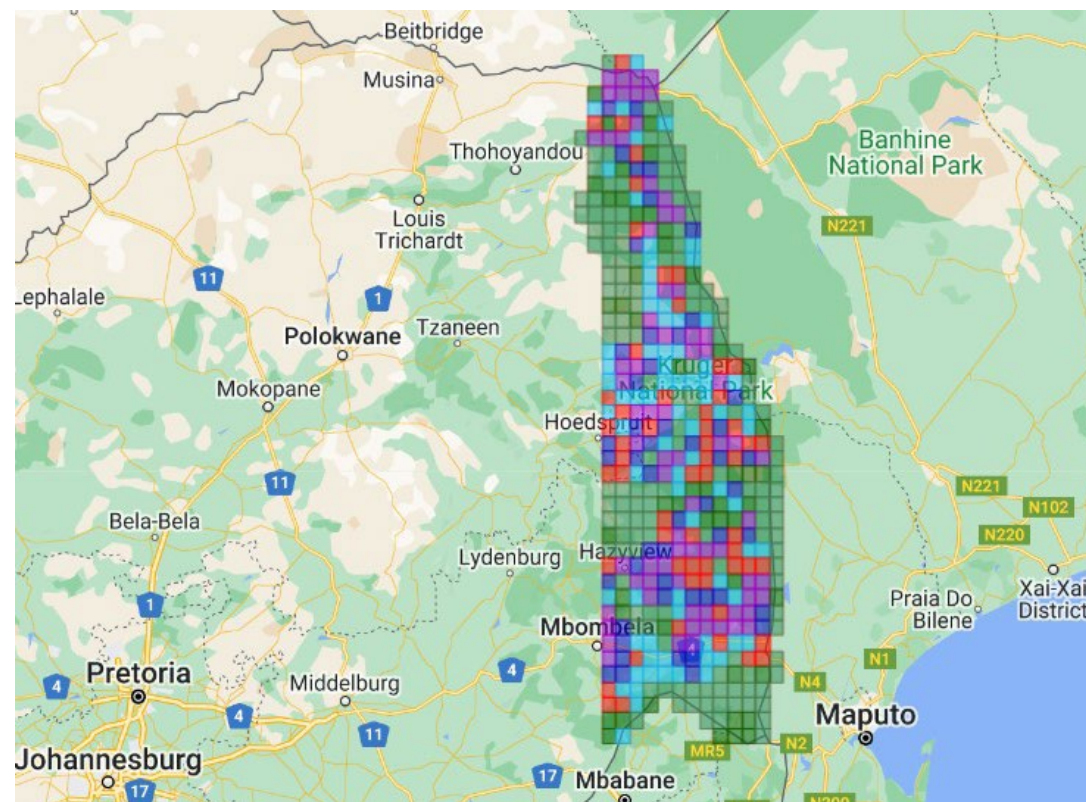 Beitbridge
Musina
Banhine
National Park
Thohoyandou
Louis
Trichardt
N221
11
1
Lephalale
Polokwane
Tzaneen
Kruger
National Park
Mokopane
Hoedspruit
11
N221
N102
Bela-Bela
N220
Lydenburg
Hazyview
Xai-Xai
District
1
Praia Do
Bilene
Mbombela
4
N1
Pretoria
4
4
Middelburg
N4
4
11
Maputo
MR5
N2
Johannesburg
17
17
Mbabane